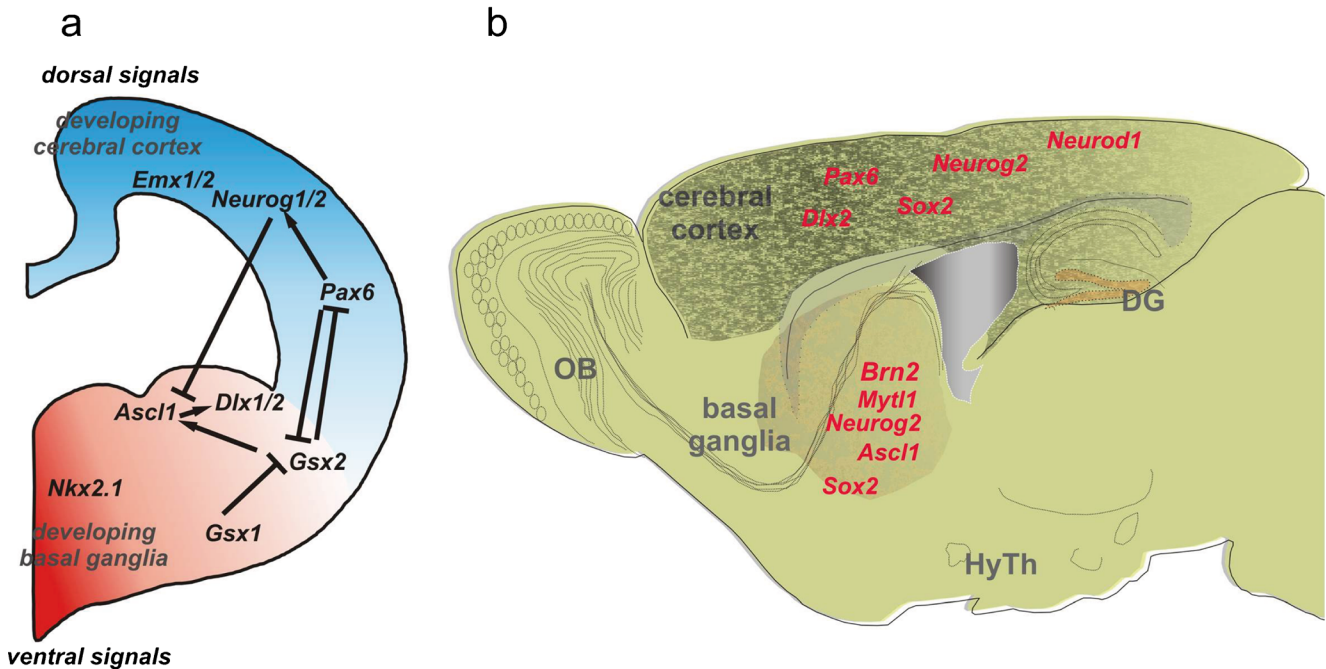 a
dorsal signals
developing
cerebral cortex
Emx1/2
Neurog1/2
Pax6
Ascl1
Dlx1/2
Gsx2
Nkx2.1
Gsx1
developing
basal ganglia
ventral signals
b
Neurod1
Neurog2
Pax6
cerebral
cortex
Dlx2
Sox2
DG
OB
basal
ganglia
Brn2
Mytl1
Neurog2
Ascl1
Sox2
HyTh